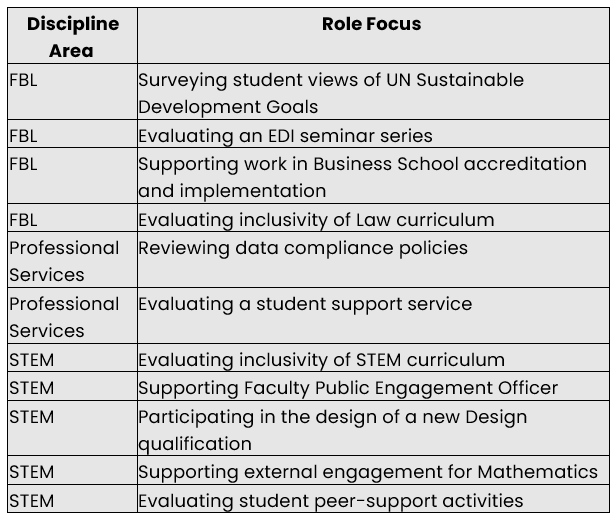 Discipline Area
Role Focus
FBL
Surveying student views of UN Sustainable
Development Goals
FBL
Evaluating an EDI seminar series
FBL
Supporting work in Business School accreditation
and implementation
FBL
Evaluating inclusivity of Law curriculum
Professional
Services
Reviewing data compliance policies
Professional
Services
Evaluating a student support service
STEM
Evaluating inclusivity of STEM curriculum
STEM
Supporting Faculty Public Engagement Officer
STEM
Participating in the design of a new Design
qualification
STEM
Supporting external engagement for Mathematics
STEM
Evaluating student peer-support activities